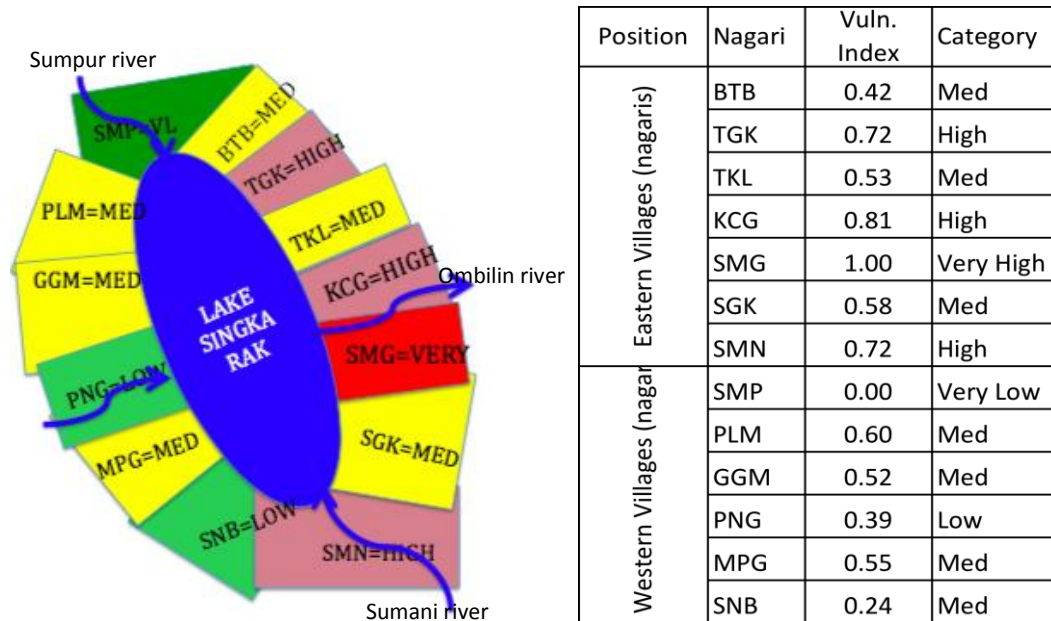 Sumpur river
SMP=VL
BTB=MED
TGK=HIGH
PLM=MED
TKL=MED
GGM=MED
KCG=HIGH
Ombilin river
LAKE
SINGKA
RAK
SMG=VERY
PNG=LOW
MPG=MED
SGK=MED
SNB=LOW
SMN=HIGH
Sumani river
Position Nagari Vuln. Index Category
Eastern Villages (nagaris)
BTB 0.42 Med
TGK 0.72 High
TKL 0.53 Med
KCG 0.81 High
SMG 1.00 Very High
SGK 0.58 Med
SMN 0.72 High
Western Villages (nagar
SMP 0.00 Very Low
PLM 0.60 Med
GGM 0.52 Med
PNG 0.39 Low
MPG 0.55 Med
SNB 0.24 Med